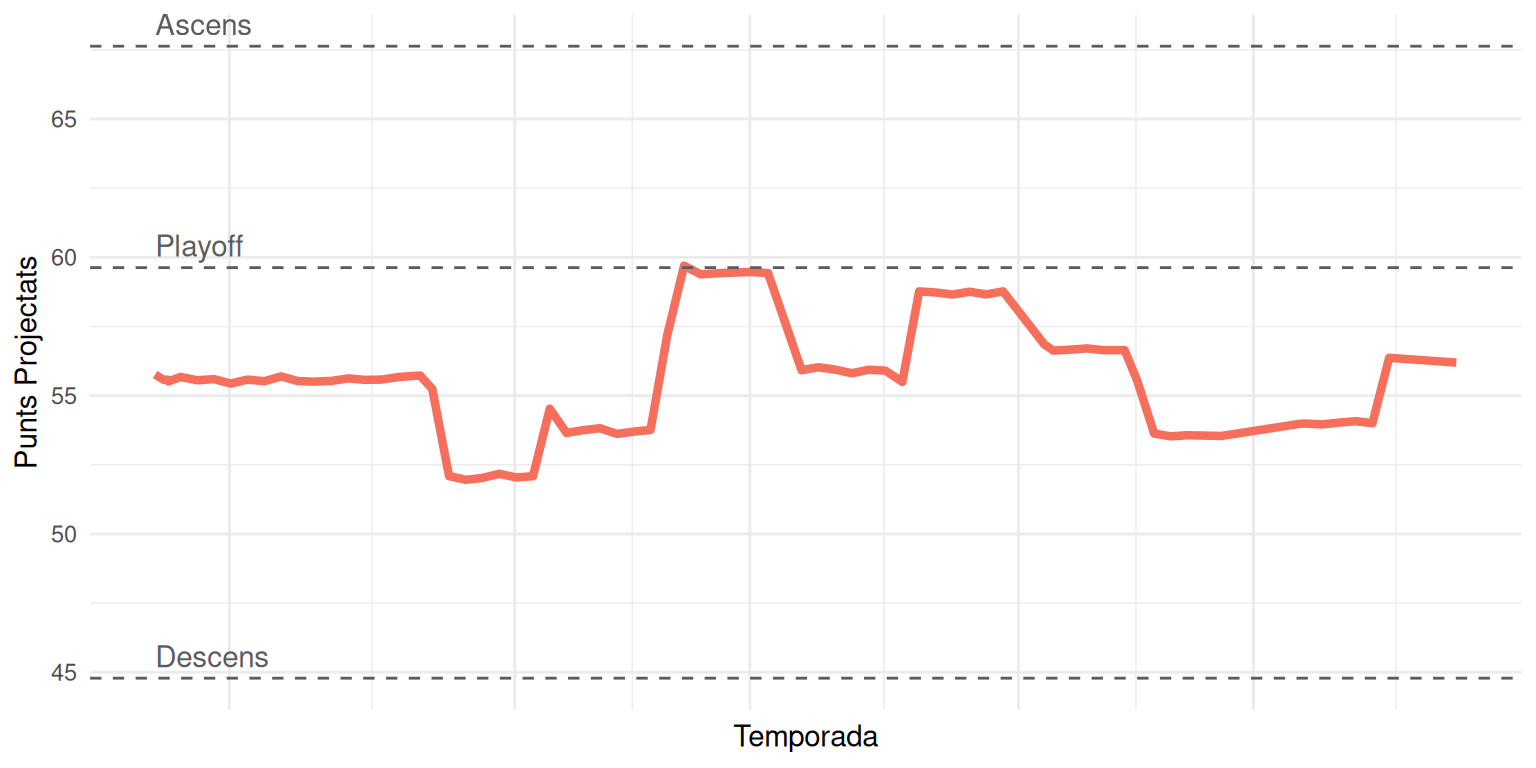 Ascens
65
Playoff
60
Punts Projectats
55
50
Descens
45
Temporada